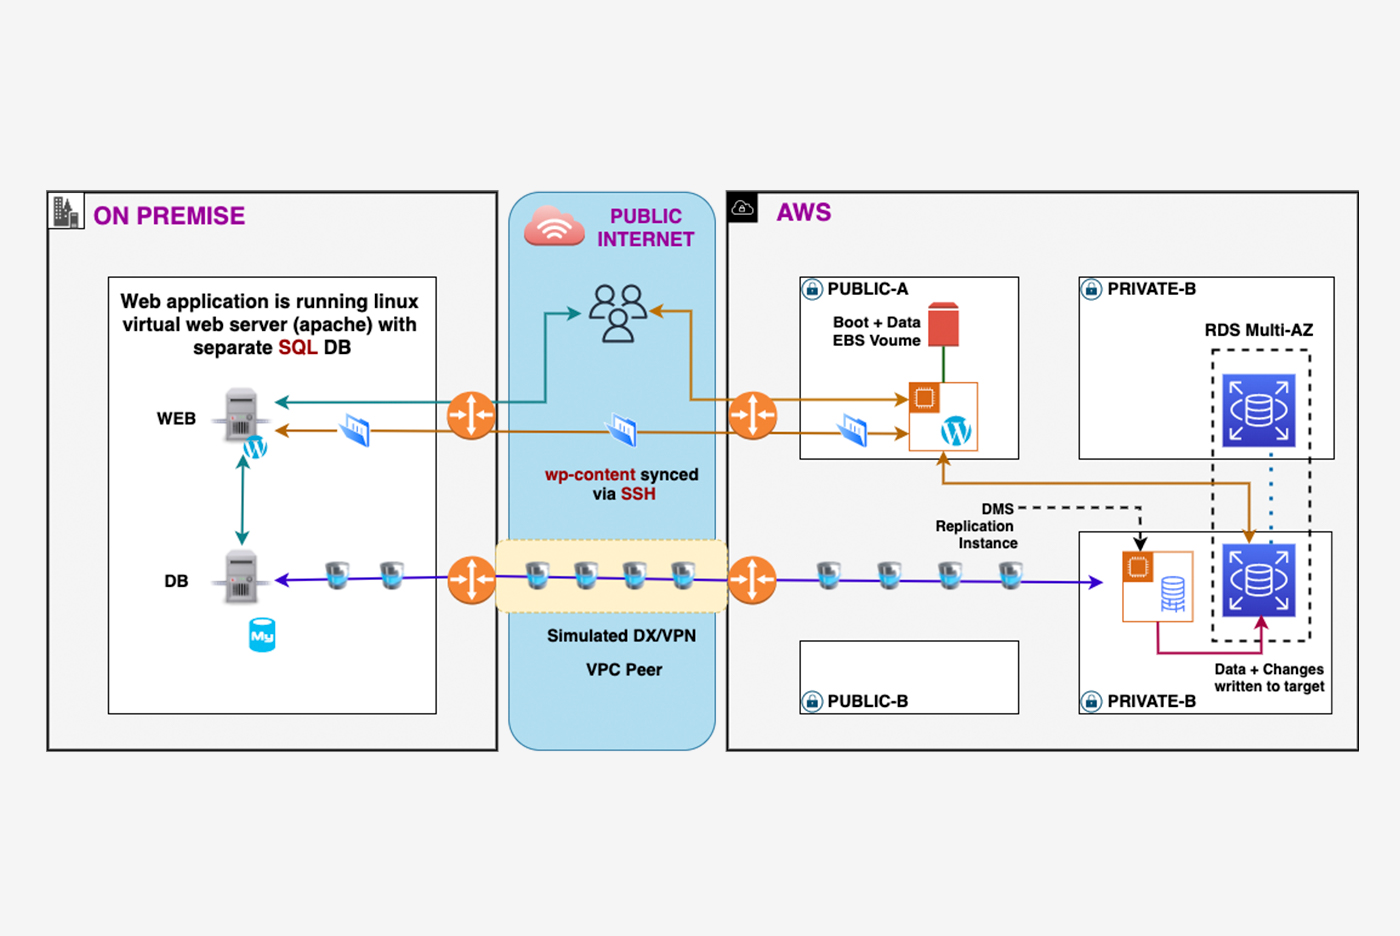 ON PREMISE
Web application is running linux
virtual web server (apache) with
separate SQL DB
WEB
DB
My
PUBLIC
INTERNET
wp-content synced
via SSH
Simulated DX/VPN
VPC Peer
AWS
PUBLIC-A
Boot + Data
EBS Voume
PRIVATE-B
RDS Multi-AZ
DMS
Replication
Instance
Data + Changes
written to target
PUBLIC-B
PRIVATE-B